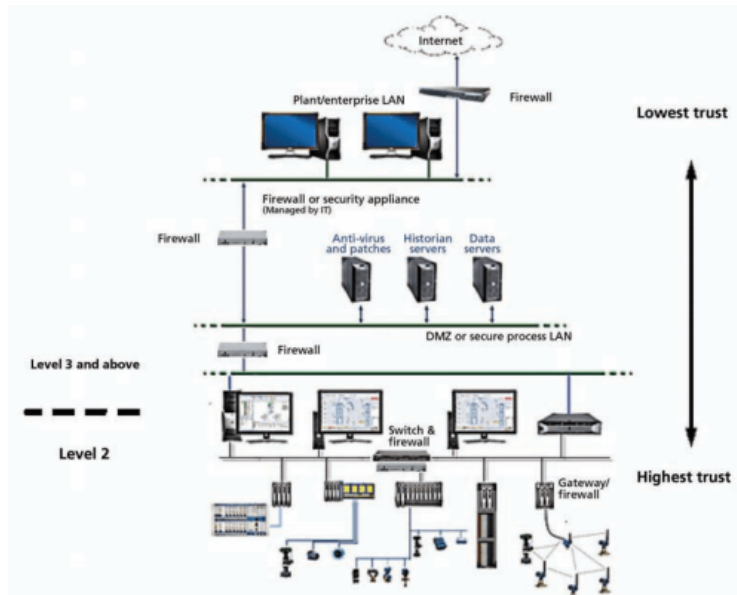 Internet
Firewall
Plant/enterprise LAN
Lowest trust
Firewall or security appliance
(Managed by IT)
Firewall
Anti-virus
and patches
Historian
servers
Data
servers
DMZ or secure process LAN
Firewall
Level 3 and above
Switch &
firewall
Level 2
Gateway/
firewall
Highest trust